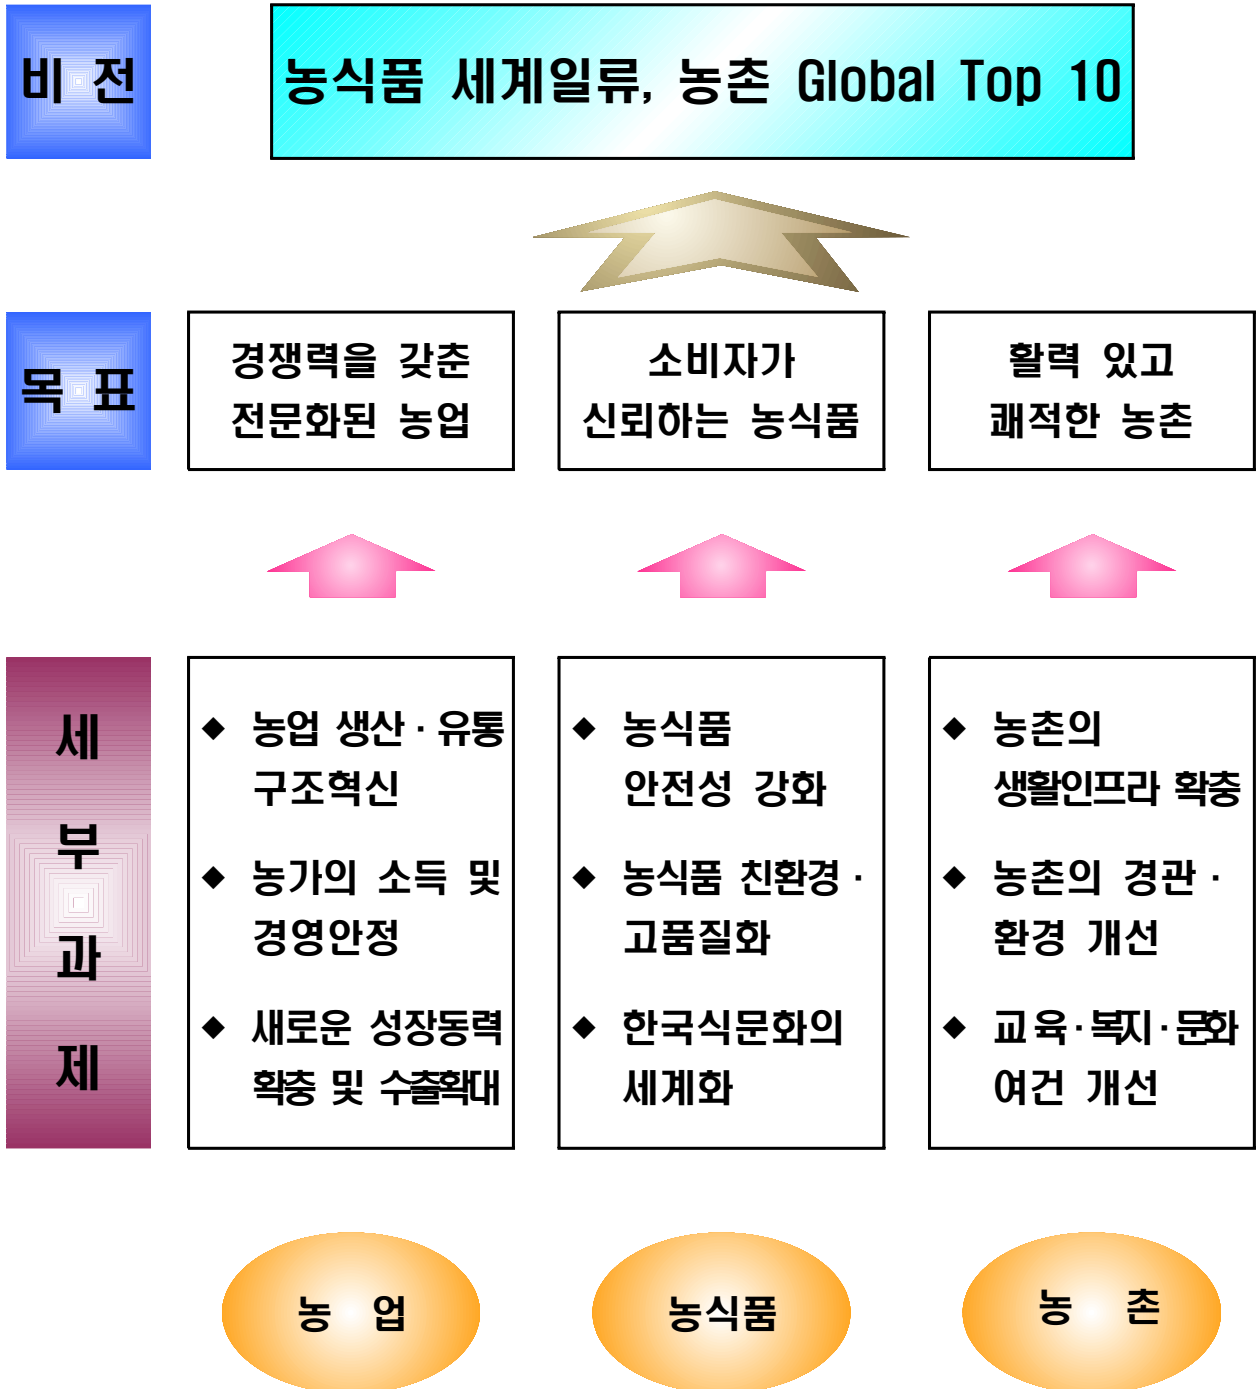 비 전
농식품 세계일류, 농촌 Global Top 10
목 표
경쟁력을 갖춘
전문화된 농업
소비자가
신뢰하는 농식품
활력 있고
쾌적한 농촌
세
부
과
제
◆ 농업 생산·유통
구조혁신
◆ 농가의 소득 및
경영안정
◆ 새로운 성장동력
확충 및 수출확대
◆ 농식품
안전성 강화
◆ 농식품 친환경·
고품질화
◆ 한국식문화의
세계화
◆ 농촌의
생활인프라 확충
◆ 농촌의 경관·
환경 개선
◆ 교육·복지·문화
여건 개선
농 업
농식품
농 촌